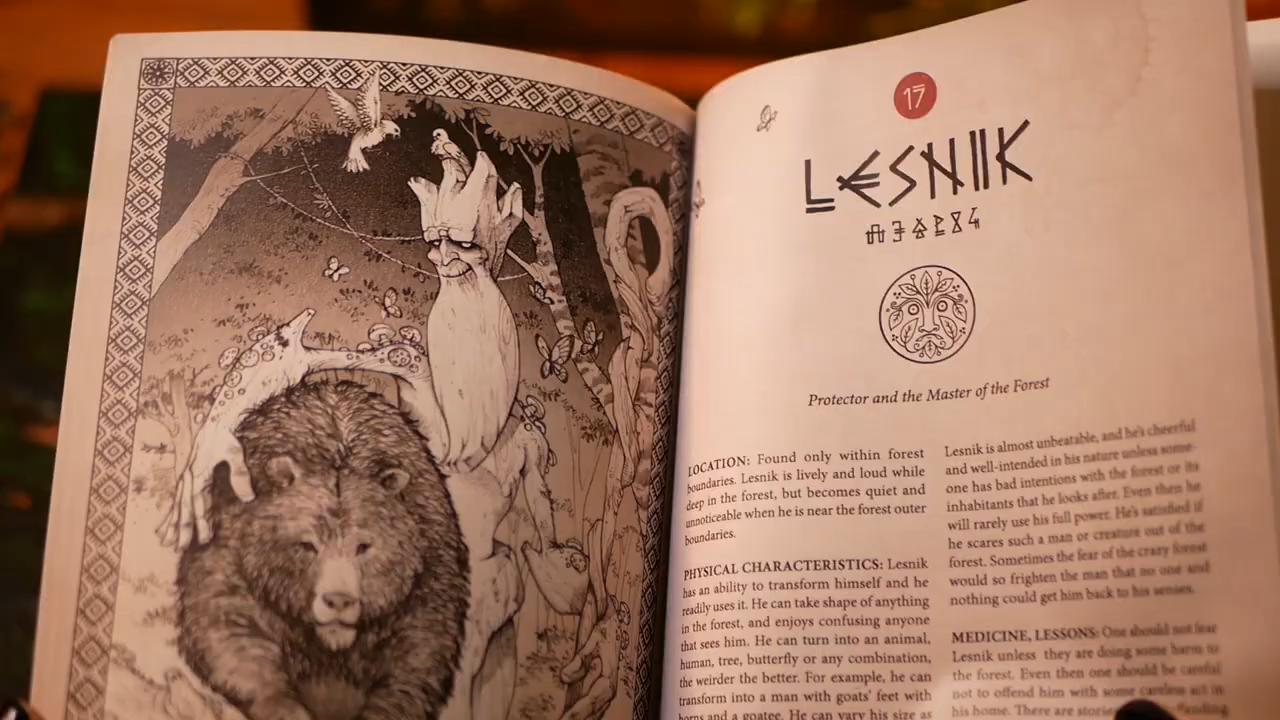 17
LESNIK
Protector and the Master of the Forest
LOCATION: Found only within forest
boundaries. Lesnik is lively and loud while
deep in the forest, but becomes quiet and
unnoticeable when he is near the forest outer
boundaries.
PHYSICAL CHARACTERISTICS: Lesnik
has an ability to transform himself and he
readily uses it. He can take shape of anything
in the forest, and enjoys confusing anyone
that sees him. He can turn into an animal,
human, tree, butterfly or any combination,
the weirder the better. For example, he can
transform into a man with goats' feet with
horns and a goatee. He can vary his size as
Lesnik is almost unbeatable, and he's cheerful
and well-intended in his nature unless some-
one has bad intentions with the forest or its
inhabitants that he looks after. Even then he
will rarely use his full power. He's satisfied if
he scares such a man or creature out of the
forest. Sometimes the fear of the crazy forest
would so frighten the man that no one and
nothing could get him back to his senses.
MEDICINE, LESSONS: One should not fear
Lesnik unless they are doing some harm to
the forest. Even then one should be careful
not to offend him with some careless act in
his home. There are